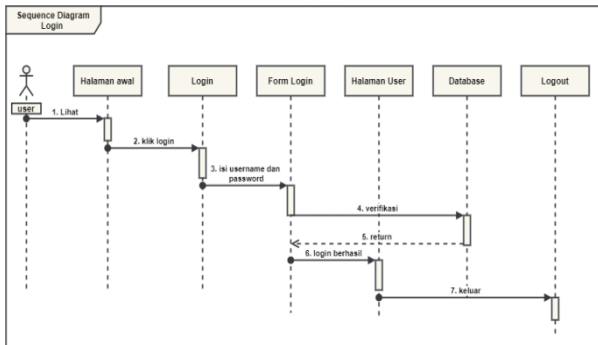 Sequence Diagram
Login
Halaman awal
Login
Form Login
Halaman User
Database
Logout
user
1. Lihat
2. klik login
3. isi username dan
password
4. verifikasi
5. return
6. login berhasil
7. keluar